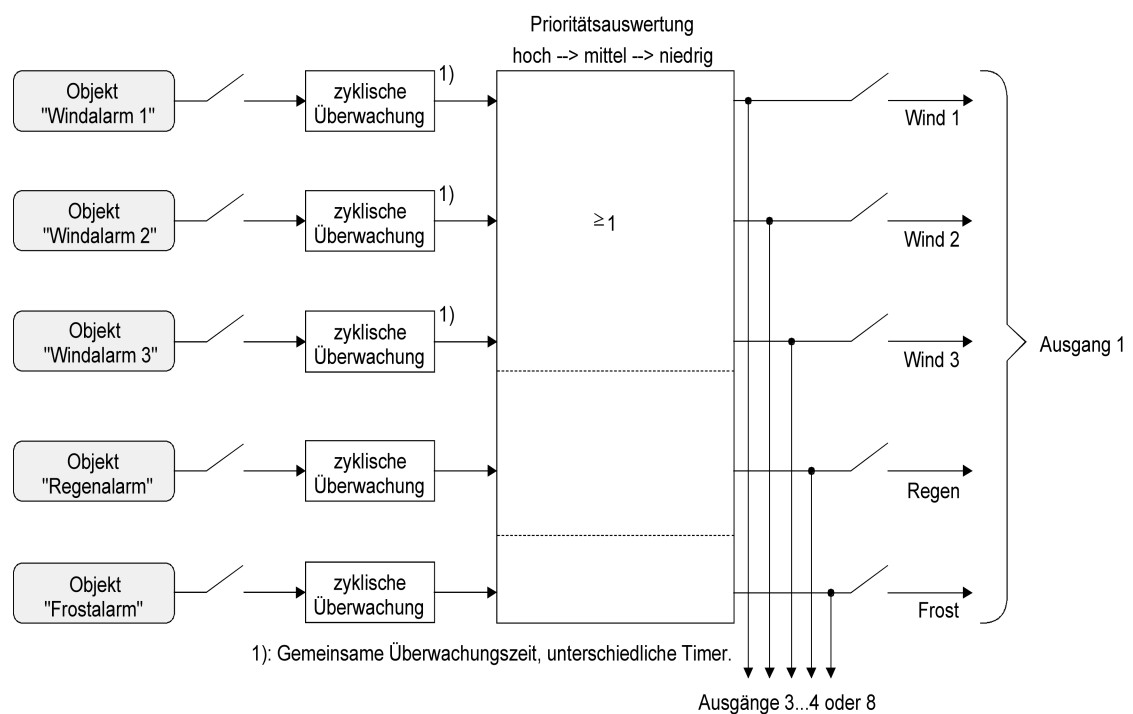 Prioritätsauswertung
hoch --> mittel --> niedrig
Objekt
"Windalarm 1"
zyklische
Überwachung
1)
Wind 1
Objekt
"Windalarm 2"
zyklische
Überwachung
1)
≥1
Wind 2
Objekt
"Windalarm 3"
zyklische
Überwachung
1)
Wind 3
Ausgang 1
Objekt
"Regenalarm"
zyklische
Überwachung
Regen
Objekt
"Frostalarm"
zyklische
Überwachung
Frost
1): Gemeinsame Überwachungszeit, unterschiedliche Timer.
Ausgänge 3...4 oder 8